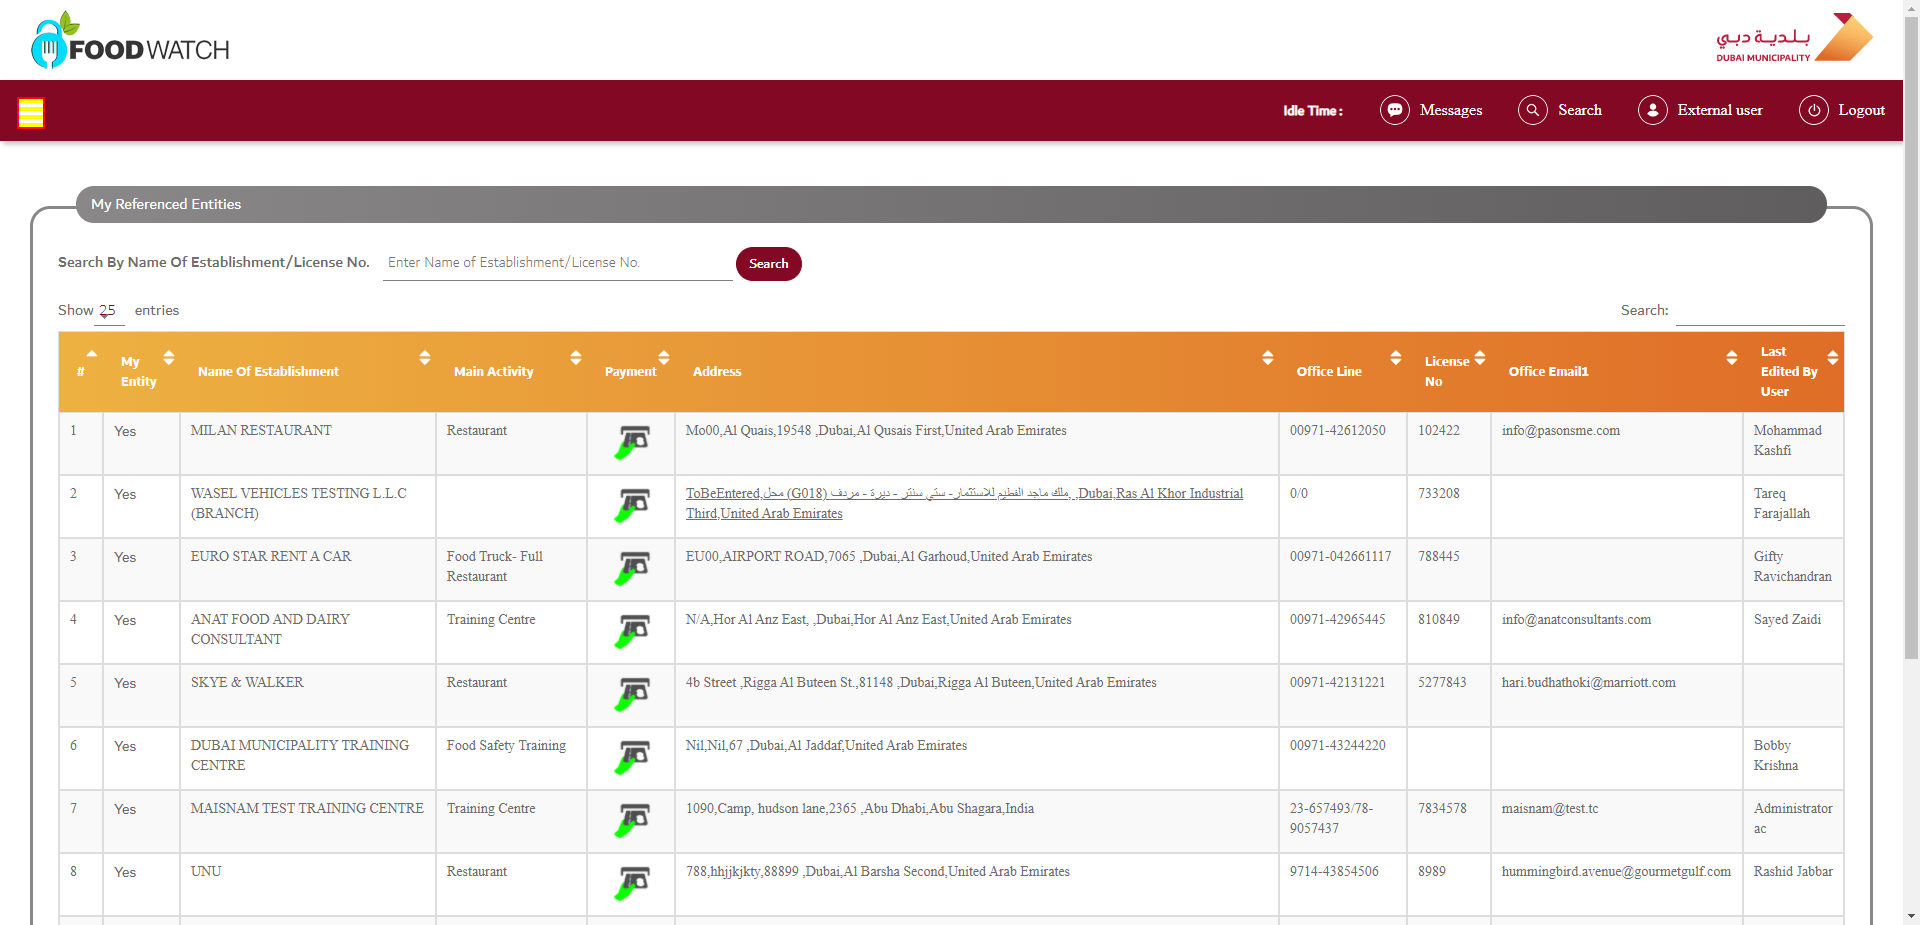 FOODWATCH
بلدية دبي
DUBAI MUNICIPALITY
Idle Time :
Messages
Search
External user
Logout
My Referenced Entities
Search By Name Of Establishment/License No.
Enter Name of Establishment/License No.
Search
Show 25 entries
Search:
# My Entity Name Of Establishment Main Activity Payment Address Office Line License No Office Email1 Last Edited By User
1 Yes MILAN RESTAURANT Restaurant Mo00,Al Quais,19548 ,Dubai,Al Qusais First,United Arab Emirates 00971-42612050 102422 info@pasonsme.com Mohammad Kashfi
2 Yes WASEL VEHICLES TESTING L.L.C (BRANCH) ToBeEntered,محل (G018) ملك ماجد الفطيم للاستثمار- ستي سنتر - ديرة - مردف, ,Dubai,Ras Al Khor Industrial Third,United Arab Emirates 0/0 733208 Tareq Farajallah
3 Yes EURO STAR RENT A CAR Food Truck- Full Restaurant EU00,AIRPORT ROAD,7065 ,Dubai,Al Garhoud,United Arab Emirates 00971-042661117 788445 Gifty Ravichandran
4 Yes ANAT FOOD AND DAIRY CONSULTANT Training Centre N/A,Hor Al Anz East, ,Dubai,Hor Al Anz East,United Arab Emirates 00971-42965445 810849 info@anatconsultants.com Sayed Zaidi
5 Yes SKYE & WALKER Restaurant 4b Street ,Rigga Al Buteen St.,81148 ,Dubai,Rigga Al Buteen,United Arab Emirates 00971-42131221 5277843 hari.budhathoki@marriott.com
6 Yes DUBAI MUNICIPALITY TRAINING CENTRE Food Safety Training Nil,Nil,67 ,Dubai,Al Jaddaf,United Arab Emirates 00971-43244220 Bobby Krishna
7 Yes MAISNAM TEST TRAINING CENTRE Training Centre 1090,Camp, hudson lane,2365 ,Abu Dhabi,Abu Shagara,India 23-657493/78-9057437 7834578 maisnam@test.tc Administrator ac
8 Yes UNU Restaurant 788,hhjjkjkty,88899 ,Dubai,Al Barsha Second,United Arab Emirates 9714-43854506 8989 hummingbird.avenue@gourmetgulf.com Rashid Jabbar